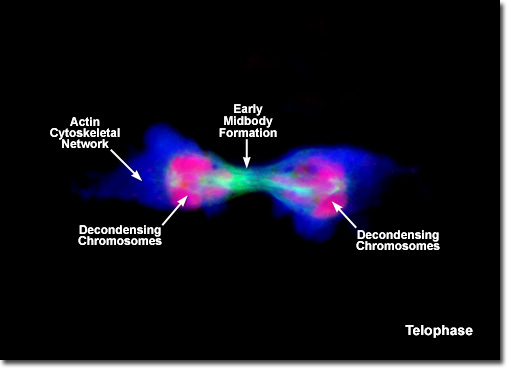 Early
Midbody
Formation
Actin
Cytoskeletal
Network
Decondensing
Chromosomes
Decondensing
Chromosomes
Telophase